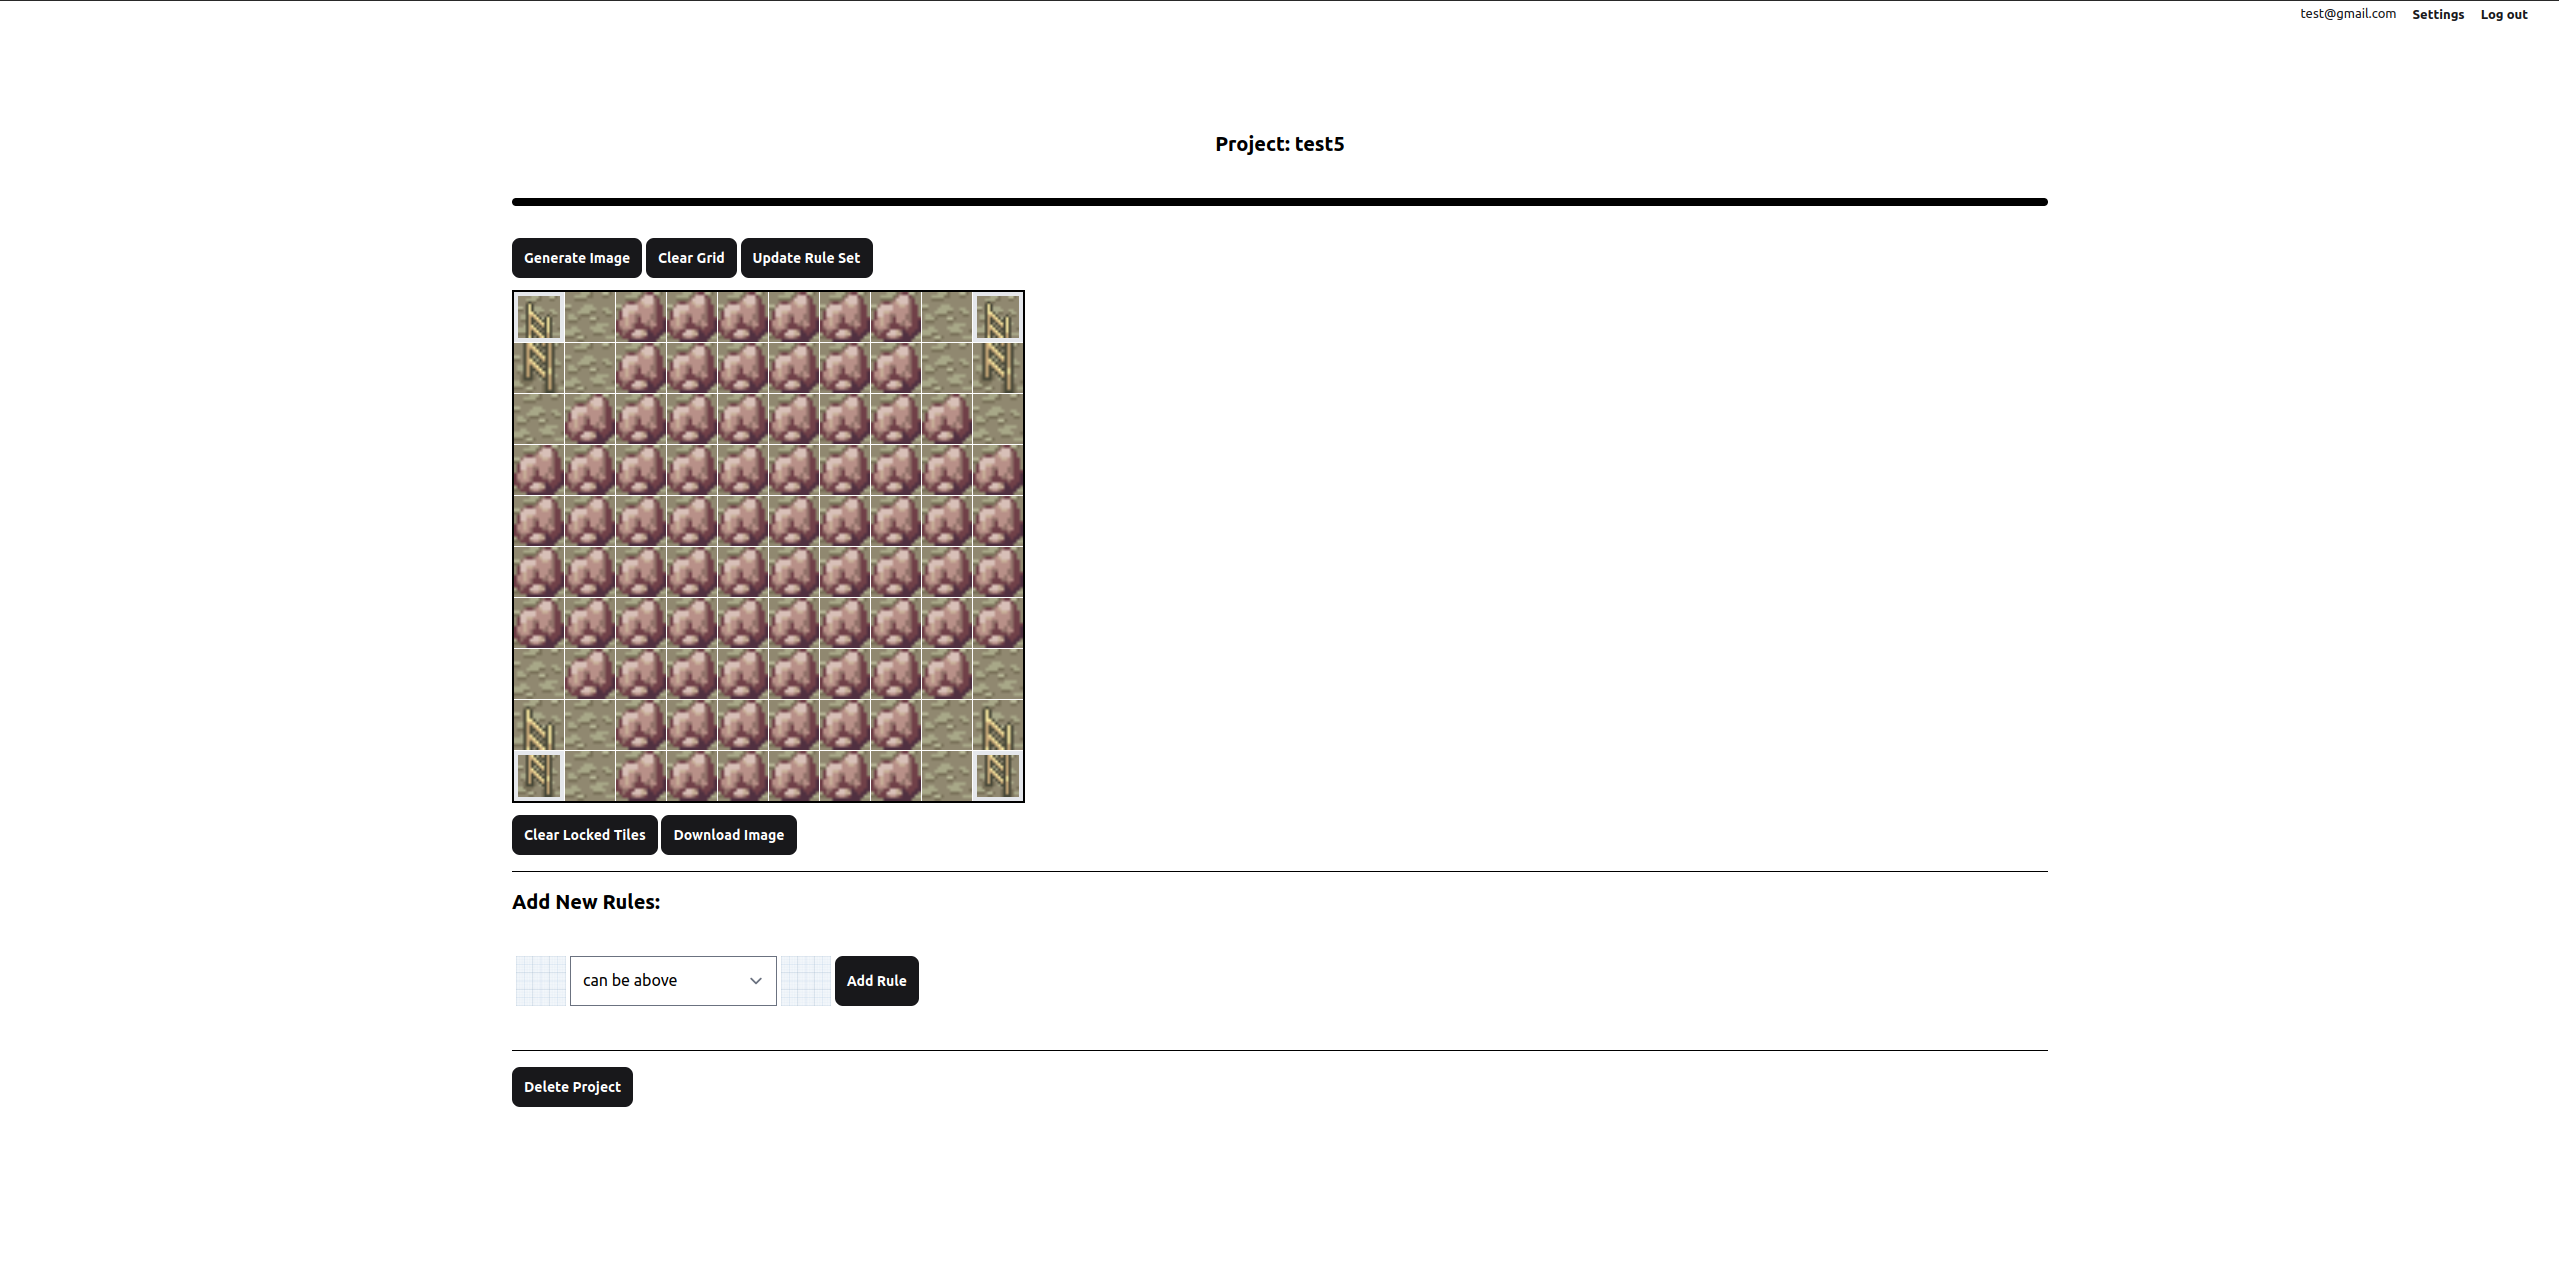 test@gmail.com Settings Log out
Project: test5
Generate Image Clear Grid Update Rule Set
Clear Locked Tiles Download Image
Add New Rules:
can be above Add Rule
Delete Project